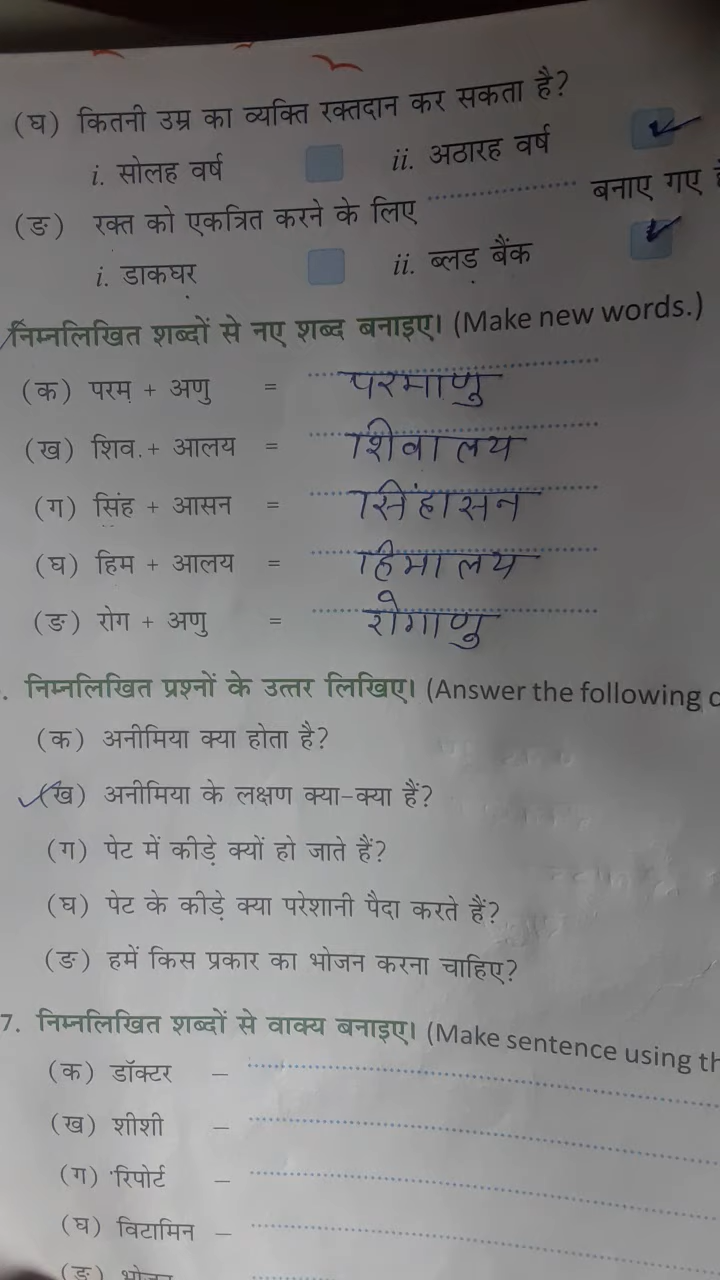 (घ) कितनी उम्र का व्यक्ति रक्तदान कर सकता है?
i. सोलह वर्ष ii. अठारह वर्ष ✓
(ङ) रक्त को एकत्रित करने के लिए .................. बनाए गए
i. डाकघर ii. ब्लड बैंक ✓
निम्नलिखित शब्दों से नए शब्द बनाइए। (Make new words.)
(क) परम + अणु = परमाणु
(ख) शिव + आलय = शिवालय
(ग) सिंह + आसन = सिंहासन
(घ) हिम + आलय = हिमालय
(ङ) रोग + अणु = रोगाणु
. निम्नलिखित प्रश्नों के उत्तर लिखिए। (Answer the following
(क) अनीमिया क्या होता है?
✓(ख) अनीमिया के लक्षण क्या-क्या हैं?
(ग) पेट में कीड़े क्यों हो जाते हैं?
(घ) पेट के कीड़े क्या परेशानी पैदा करते हैं?
(ङ) हमें किस प्रकार का भोजन करना चाहिए?
7. निम्नलिखित शब्दों से वाक्य बनाइए। (Make sentence using th
(क) डॉक्टर –
(ख) शीशी –
(ग) रिपोर्ट –
(घ) विटामिन –
(ङ)